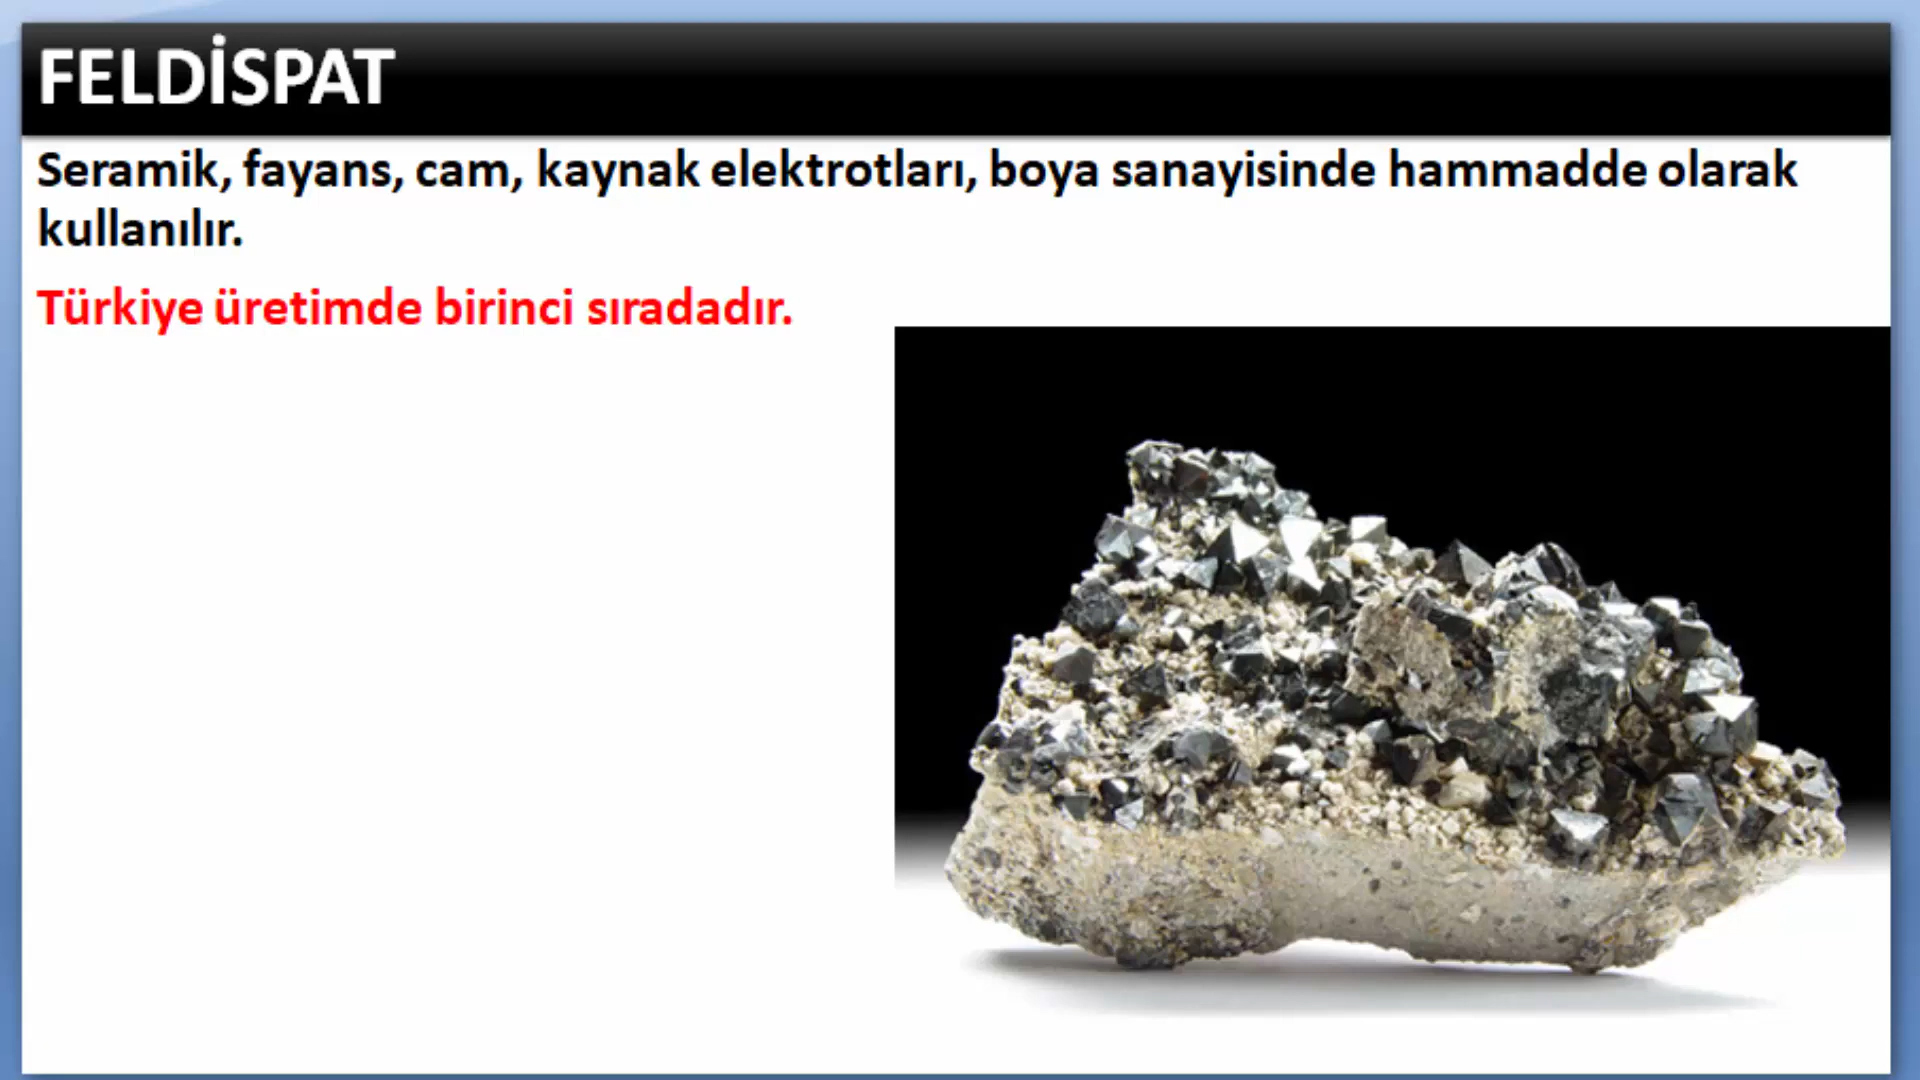 FELDİSPAT
Seramik, fayans, cam, kaynak elektrotları, boya sanayisinde hammadde olarak
kullanılır.
Türkiye üretimde birinci sıradadır.